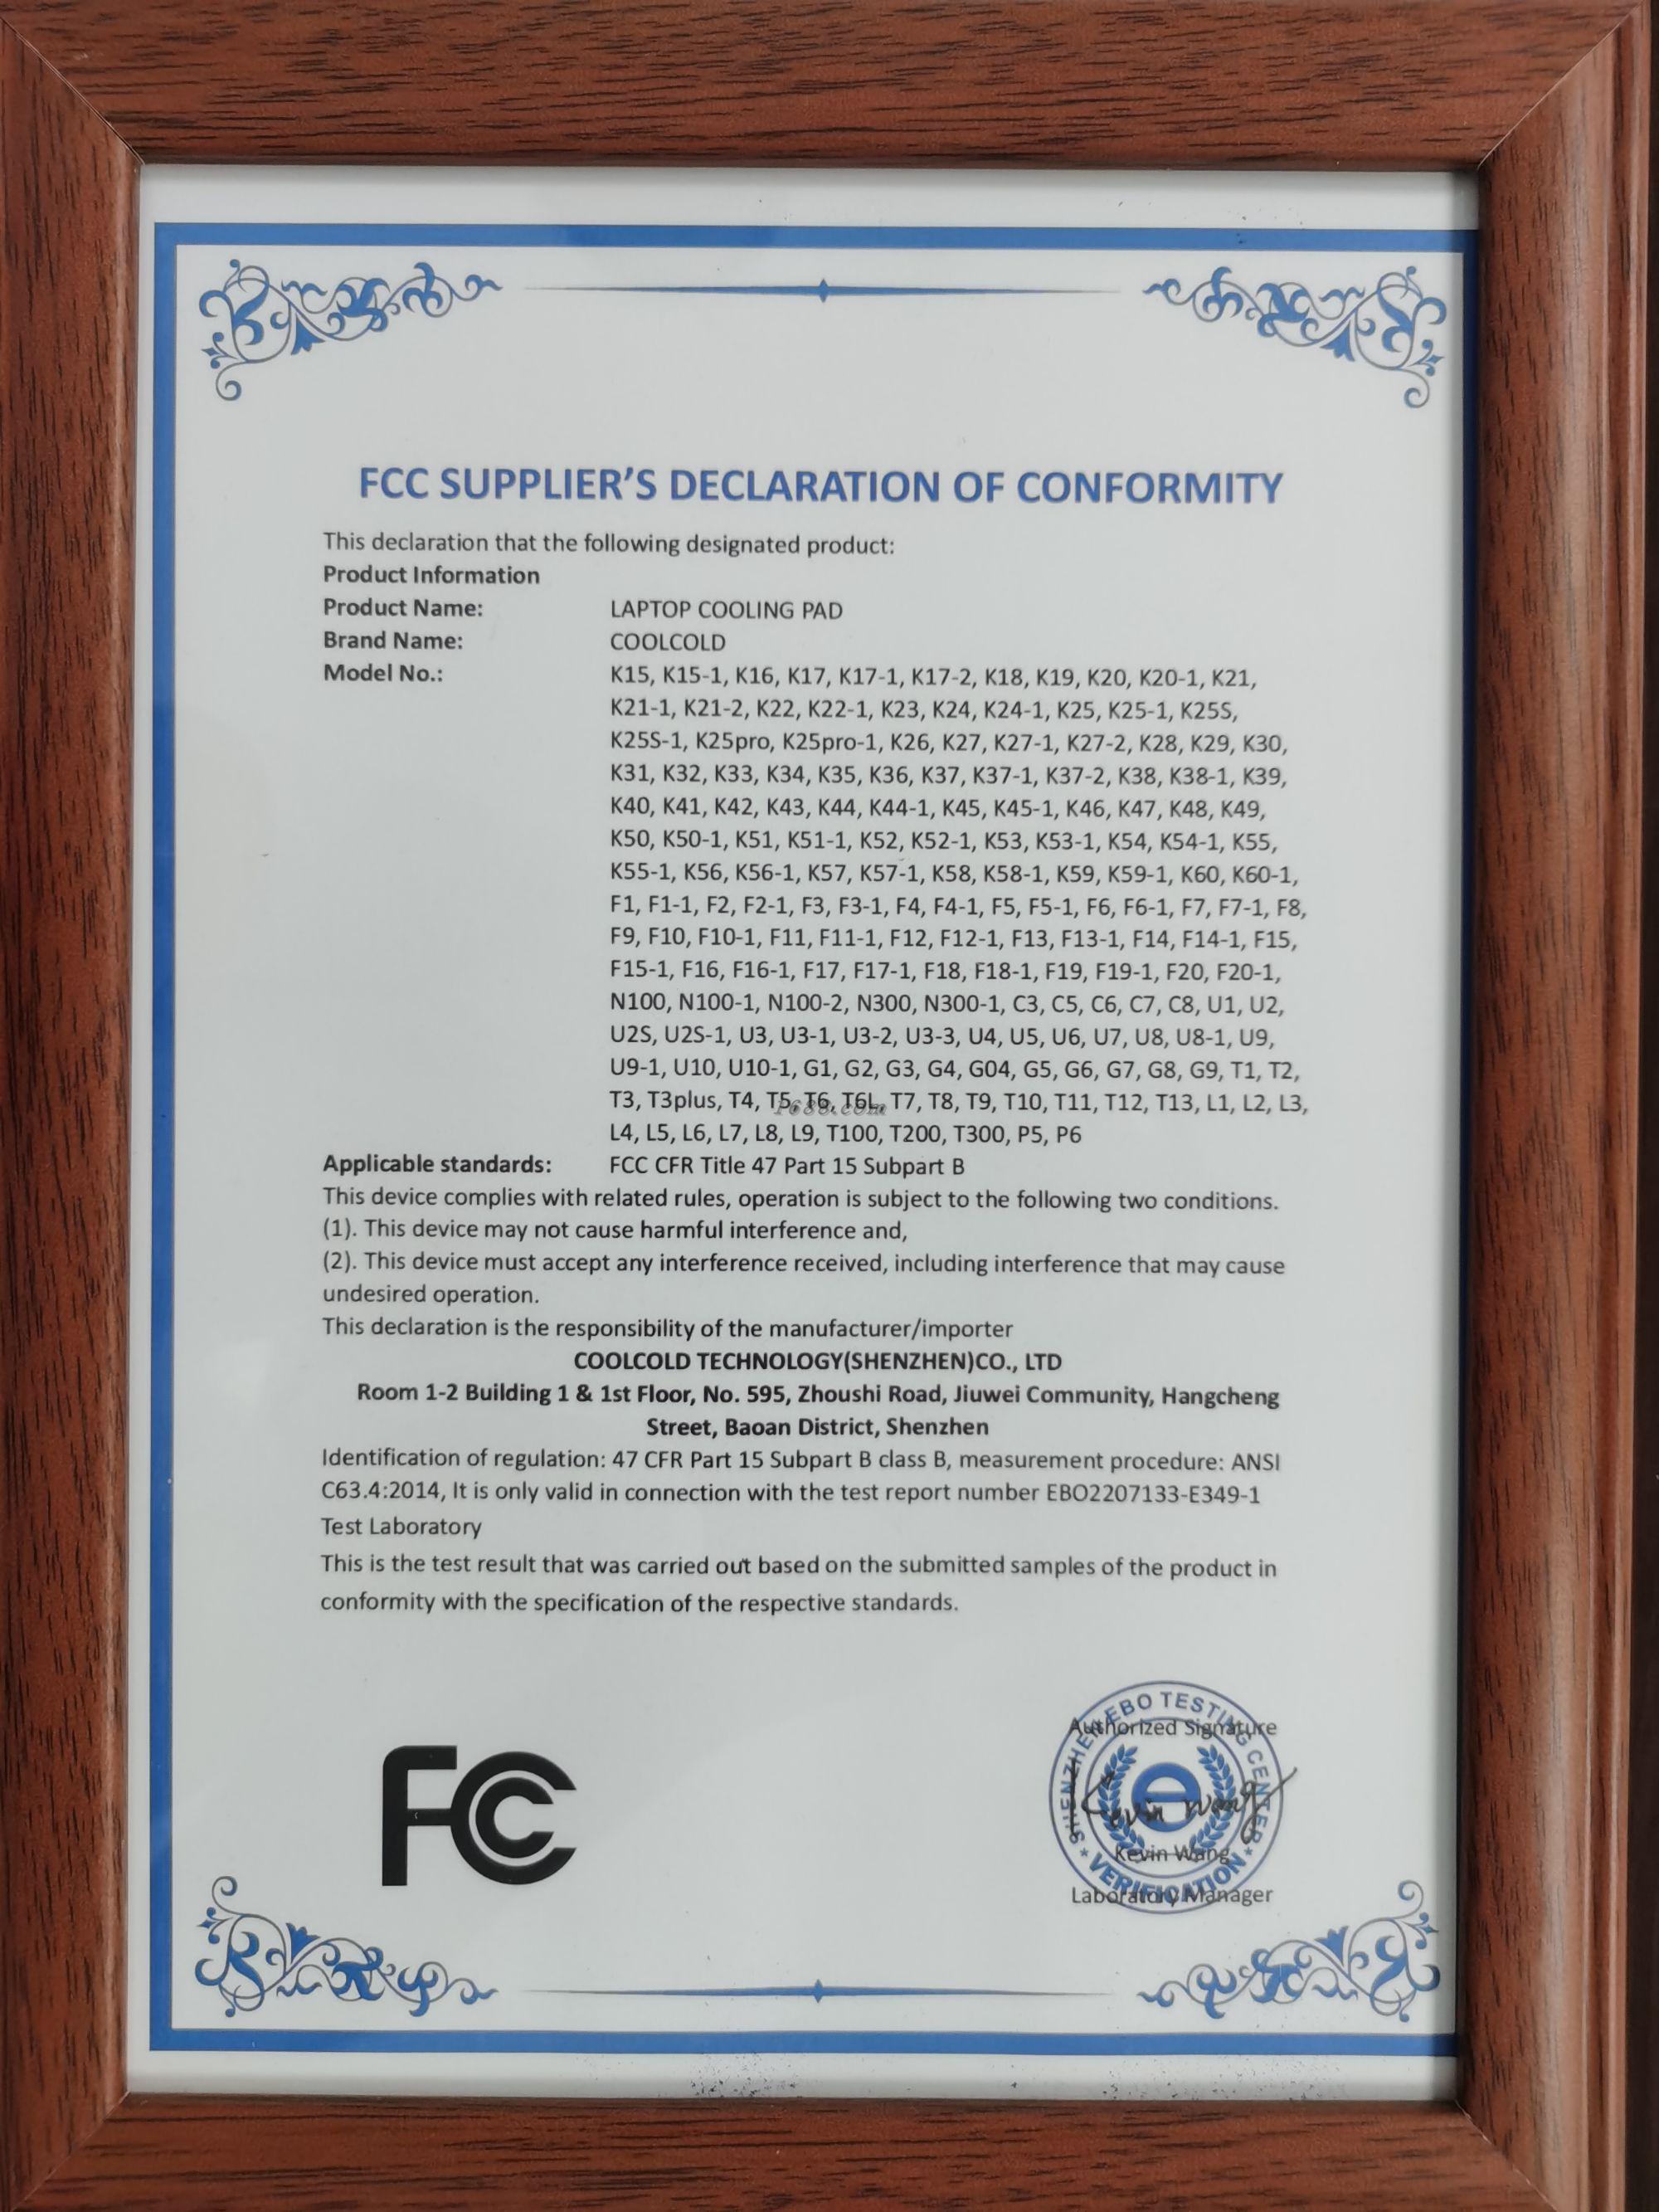 FCC SUPPLIER'S DECLARATION OF CONFORMITY
This declaration that the following designated product:
Product Information
Product Name: LAPTOP COOLING PAD
Brand Name: COOLCOLD
Model No.: K15, K15-1, K16, K17, K17-1, K17-2, K18, K19, K20, K20-1, K21,
K21-1, K21-2, K22, K22-1, K23, K24, K24-1, K25, K25-1, K25S,
K25S-1, K25pro, K25pro-1, K26, K27, K27-1, K27-2, K28, K29, K30,
K31, K32, K33, K34, K35, K36, K37, K37-1, K37-2, K38, K38-1, K39,
K40, K41, K42, K43, K44, K44-1, K45, K45-1, K46, K47, K48, K49,
K50, K50-1, K51, K51-1, K52, K52-1, K53, K53-1, K54, K54-1, K55,
K55-1, K56, K56-1, K57, K57-1, K58, K58-1, K59, K59-1, K60, K60-1,
F1, F1-1, F2, F2-1, F3, F3-1, F4, F4-1, F5, F5-1, F6, F6-1, F7, F7-1, F8,
F9, F10, F10-1, F11, F11-1, F12, F12-1, F13, F13-1, F14, F14-1, F15,
F15-1, F16, F16-1, F17, F17-1, F18, F18-1, F19, F19-1, F20, F20-1,
N100, N100-1, N100-2, N300, N300-1, C3, C5, C6, C7, C8, U1, U2,
U2S, U2S-1, U3, U3-1, U3-2, U3-3, U4, U5, U6, U7, U8, U8-1, U9,
U9-1, U10, U10-1, G1, G2, G3, G4, G04, G5, G6, G7, G8, G9, T1, T2,
T3, T3plus, T4, T5, T6, T6L, T7, T8, T9, T10, T11, T12, T13, L1, L2, L3,
L4, L5, L6, L7, L8, L9, T100, T200, T300, P5, P6
Applicable standards: FCC CFR Title 47 Part 15 Subpart B
This device complies with related rules, operation is subject to the following two conditions.
(1). This device may not cause harmful interference and,
(2). This device must accept any interference received, including interference that may cause
undesired operation.
This declaration is the responsibility of the manufacturer/importer
COOLCOLD TECHNOLOGY(SHENZHEN)CO., LTD
Room 1-2 Building 1 & 1st Floor, No. 595, Zhoushi Road, Jiuwei Community, Hangcheng
Street, Baoan District, Shenzhen
Identification of regulation: 47 CFR Part 15 Subpart B class B, measurement procedure: ANSI
C63.4:2014, It is only valid in connection with the test report number EBO2207133-E349-1
Test Laboratory
This is the test result that was carried out based on the submitted samples of the product in
conformity with the specification of the respective standards.
FC
SHENZHEN EBO TESTING CENTER
Authorized Signature
e
Kevin Wang
Kevin Wang
VERIFICATION
Laboratory Manager